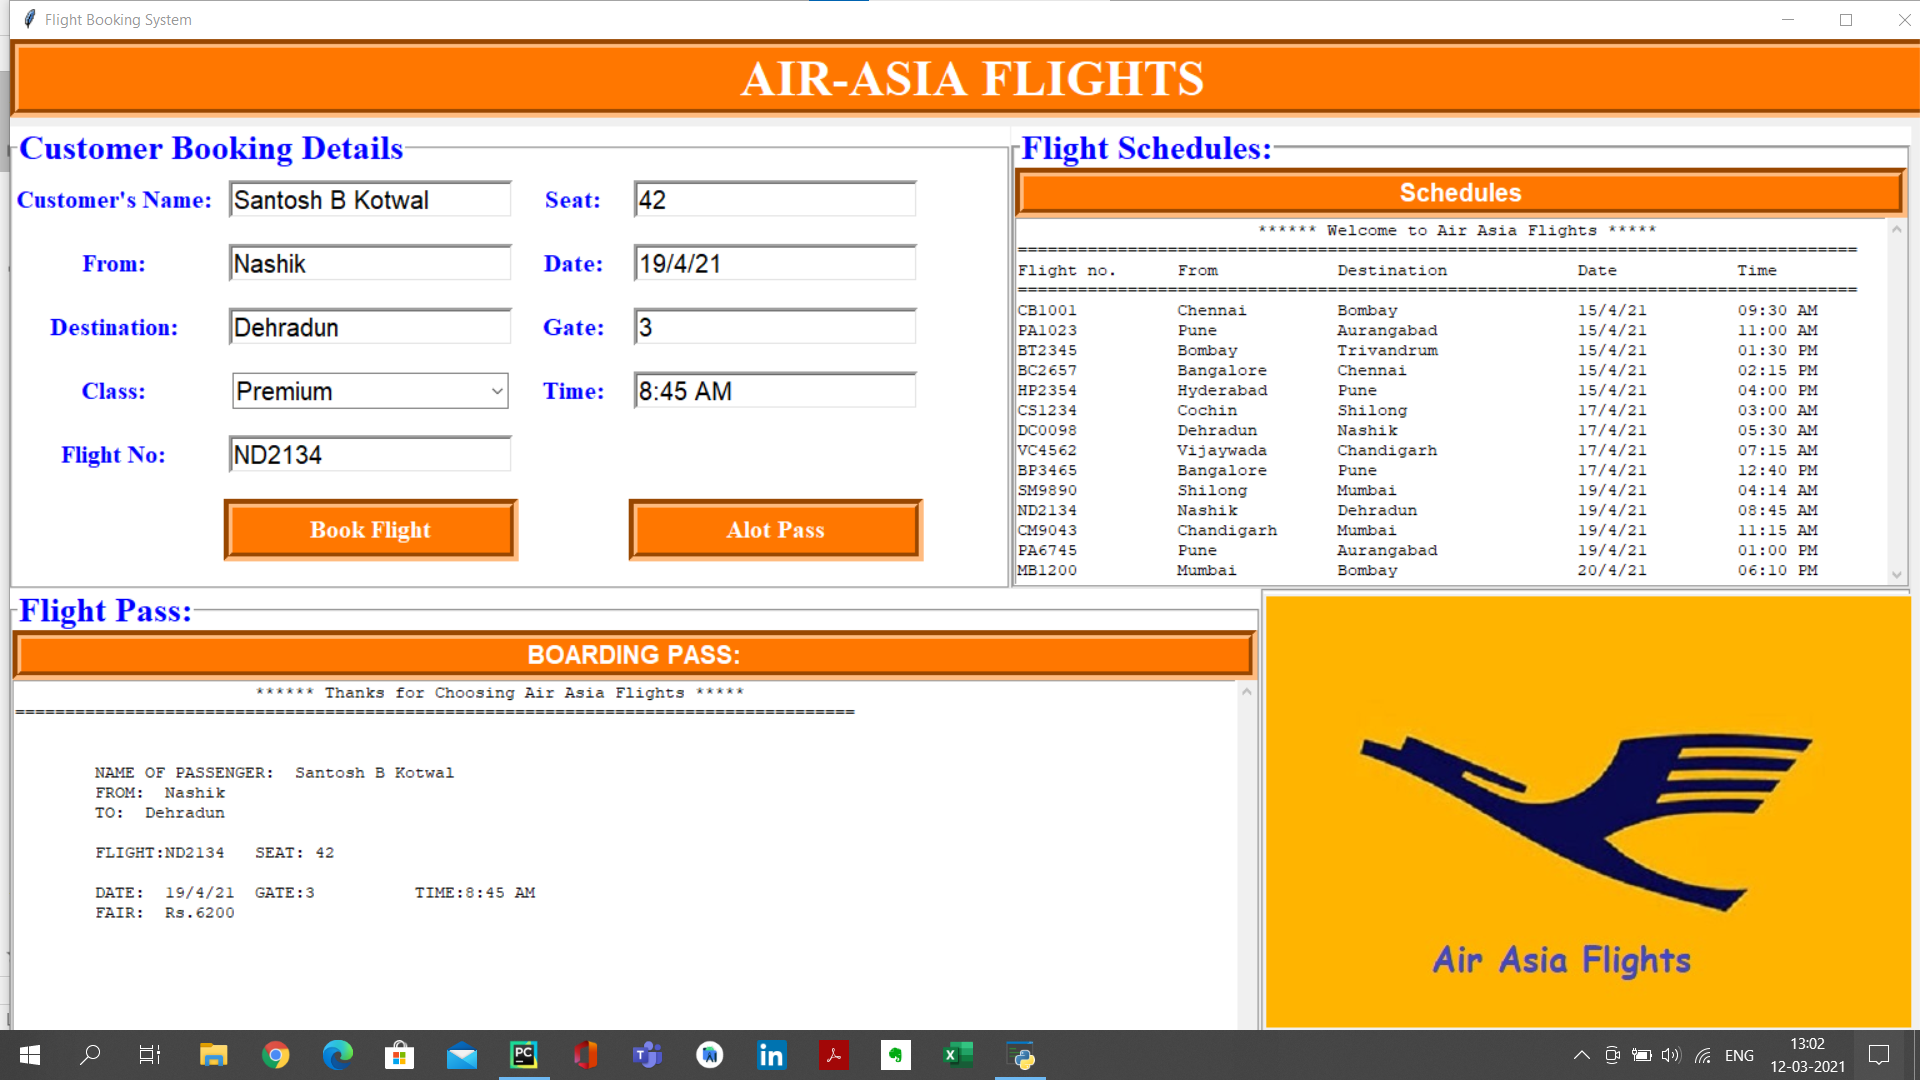 Flight Booking System
AIR-ASIA FLIGHTS
Customer Booking Details
Customer's Name: Santosh B Kotwal Seat: 42
From: Nashik Date: 19/4/21
Destination: Dehradun Gate: 3
Class: Premium Time: 8:45 AM
Flight No: ND2134
Book Flight Alot Pass
Flight Schedules:
Schedules
****** Welcome to Air Asia Flights *****
====================================================================================
Flight no. From Destination Date Time
====================================================================================
CB1001 Chennai Bombay 15/4/21 09:30 AM
PA1023 Pune Aurangabad 15/4/21 11:00 AM
BT2345 Bombay Trivandrum 15/4/21 01:30 PM
BC2657 Bangalore Chennai 15/4/21 02:15 PM
HP2354 Hyderabad Pune 15/4/21 04:00 PM
CS1234 Cochin Shilong 17/4/21 03:00 AM
DC0098 Dehradun Nashik 17/4/21 05:30 AM
VC4562 Vijaywada Chandigarh 17/4/21 07:15 AM
BP3465 Bangalore Pune 17/4/21 12:40 PM
SM9890 Shilong Mumbai 19/4/21 04:14 AM
ND2134 Nashik Dehradun 19/4/21 08:45 AM
CM9043 Chandigarh Mumbai 19/4/21 11:15 AM
PA6745 Pune Aurangabad 19/4/21 01:00 PM
MB1200 Mumbai Bombay 20/4/21 06:10 PM
Flight Pass:
BOARDING PASS:
****** Thanks for Choosing Air Asia Flights *****
====================================================================================
NAME OF PASSENGER: Santosh B Kotwal
FROM: Nashik
TO: Dehradun
FLIGHT:ND2134 SEAT: 42
DATE: 19/4/21 GATE:3 TIME:8:45 AM
FAIR: Rs.6200
Air Asia Flights
ENG
13:02
12-03-2021